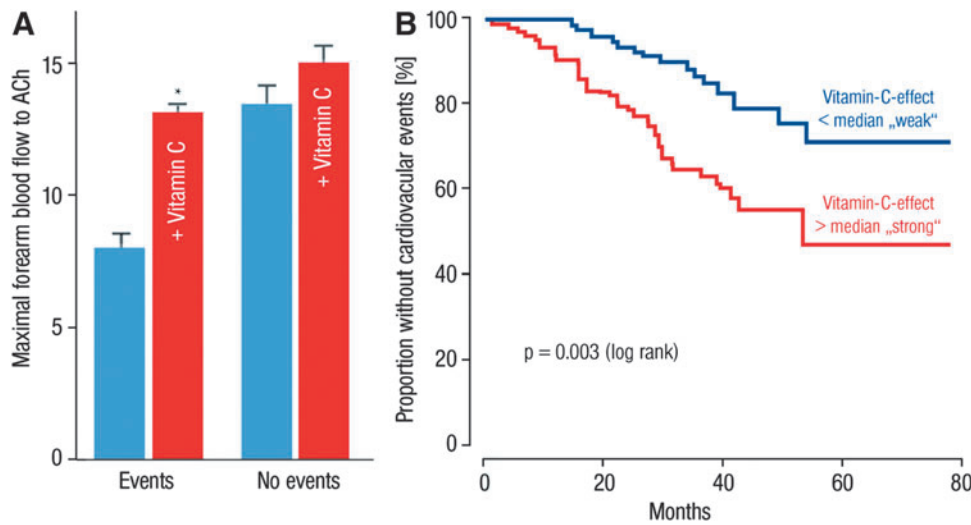 A
Maximal forearm blood flow to ACh
15
10
5
0
*
+ Vitamin C
+ Vitamin C
Events
No events
B
Proportion without cardiovacular events [%]
100
80
60
40
20
0
Vitamin-C-effect
< median „weak“
Vitamin-C-effect
> median „strong“
p = 0.003 (log rank)
0
20
40
60
80
Months